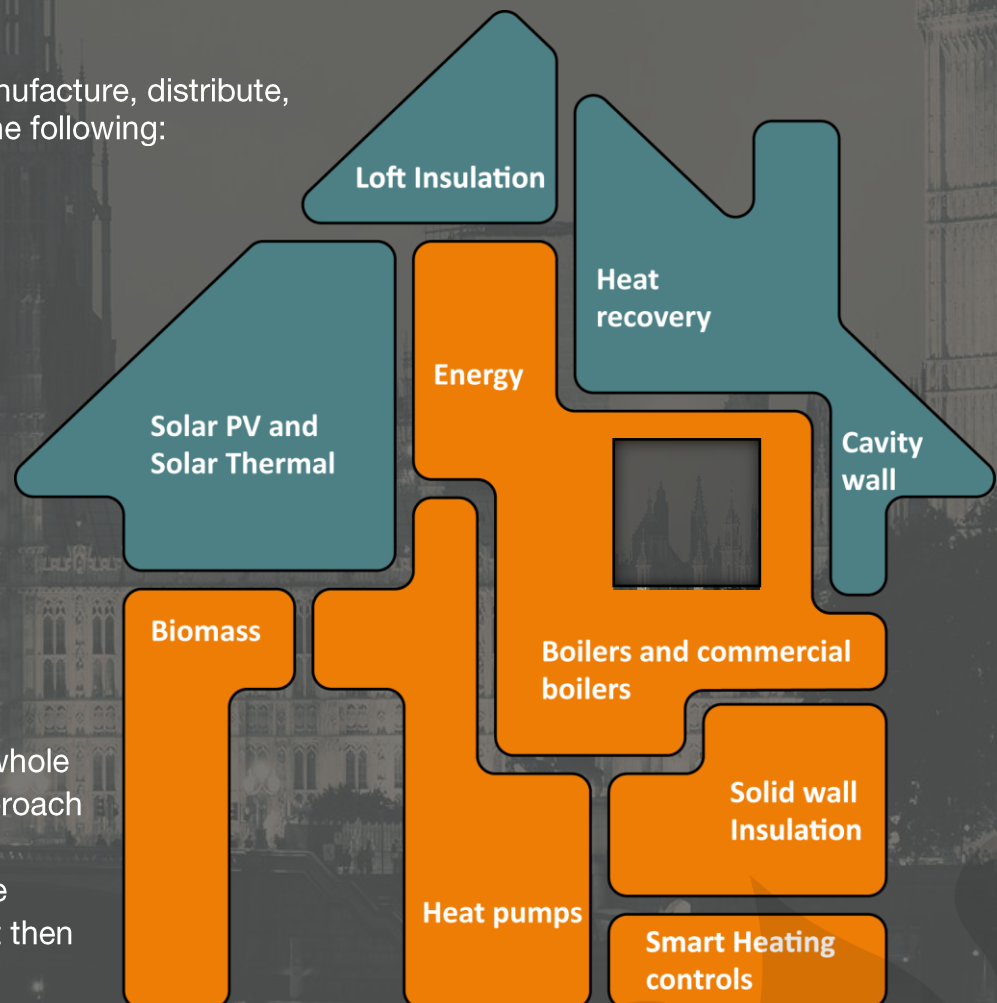 nufacture, distribute,
ne following:
Loft Insulation
Heat
recovery
Energy
Solar PV and
Solar Thermal
Cavity
wall
Biomass
Boilers and commercial
boilers
whole
roach
Solid wall
Insulation
e
then
Heat pumps
Smart Heating
controls